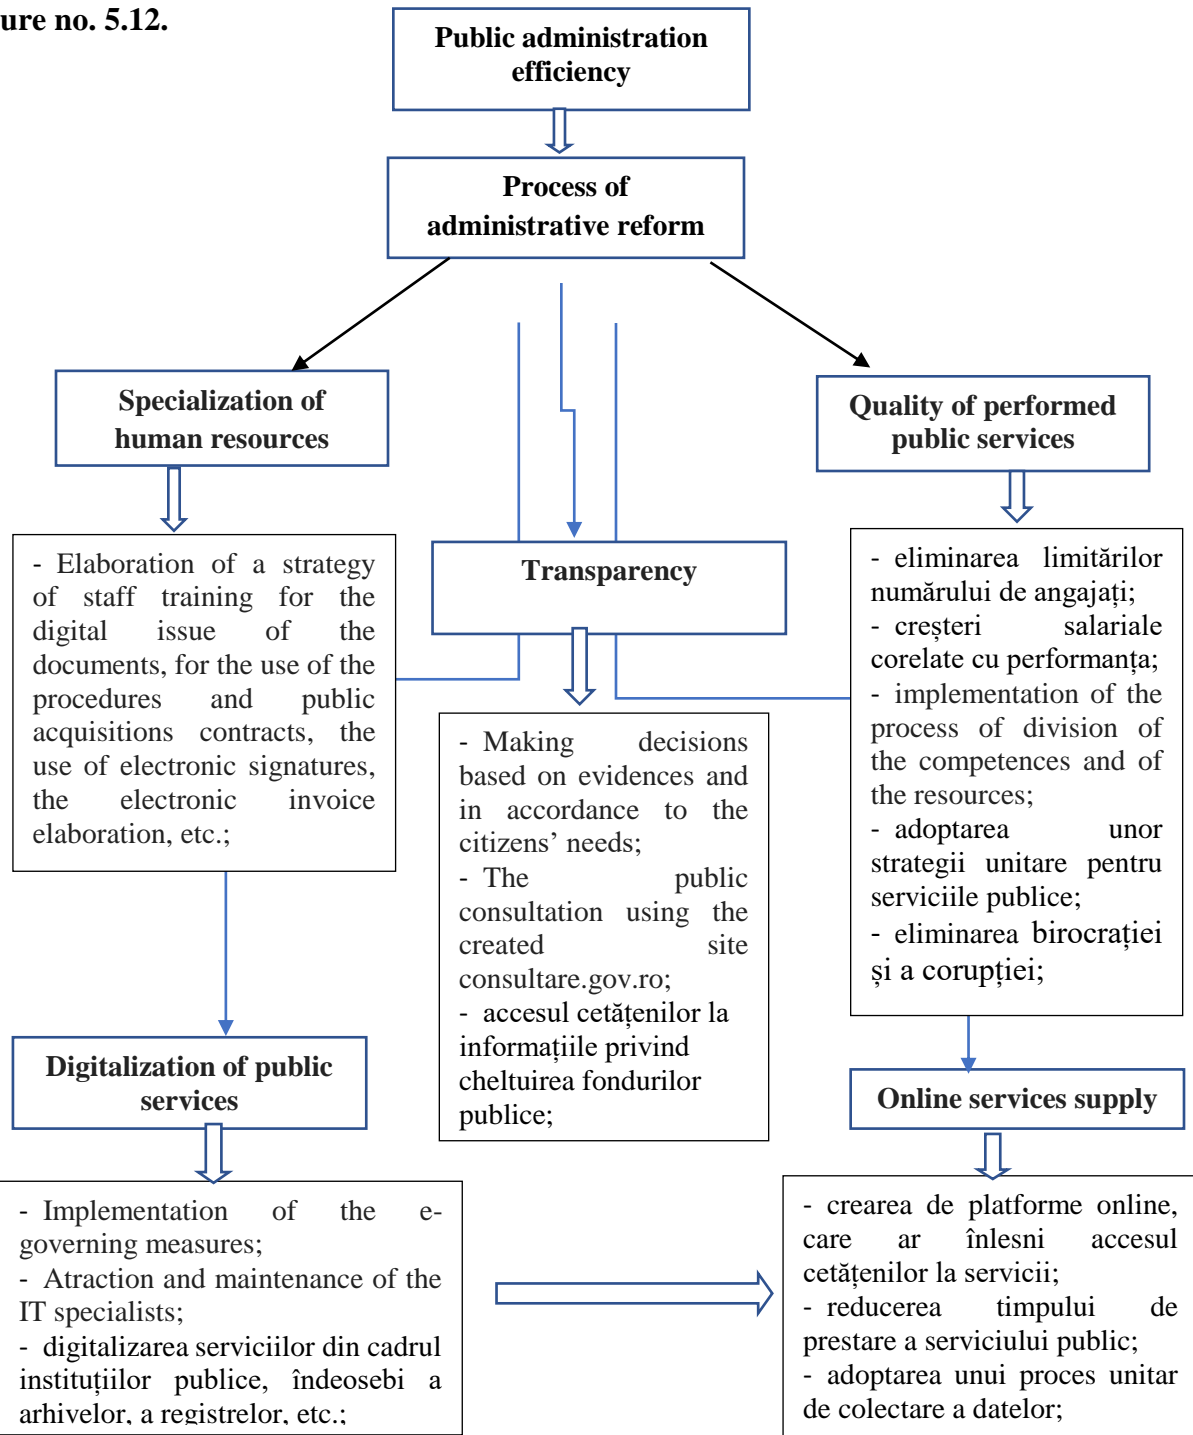 ure no. 5.12.
Public administration
efficiency
Process of
administrative reform
Specialization of
human resources
Quality of performed
public services
- Elaboration of a strategy
of staff training for the
digital issue of the
documents, for the use of the
procedures and public
acquisitions contracts, the
use of electronic signatures,
the electronic invoice
elaboration, etc.;
Transparency
- Making decisions
based on evidences and
in accordance to the
citizens’ needs;
- The public
consultation using the
created site
consultare.gov.ro;
- accesul cetățenilor la
informațiile privind
cheltuirea fondurilor
publice;
- eliminarea limitărilor
numărului de angajați;
- creșteri salariale
corelate cu performanța;
- implementation of the
process of division of
the competences and of
the resources;
- adoptarea unor
strategii unitare pentru
serviciile publice;
- eliminarea birocrației
și a corupției;
Digitalization of public
services
Online services supply
- Implementation of the e-
governing measures;
- Atraction and maintenance of the
IT specialists;
- digitalizarea serviciilor din cadrul
instituțiilor publice, îndeosebi a
arhivelor, a registrelor, etc.;
- crearea de platforme online,
care ar înlesni accesul
cetățenilor la servicii;
- reducerea timpului de
prestare a serviciului public;
- adoptarea unui proces unitar
de colectare a datelor;